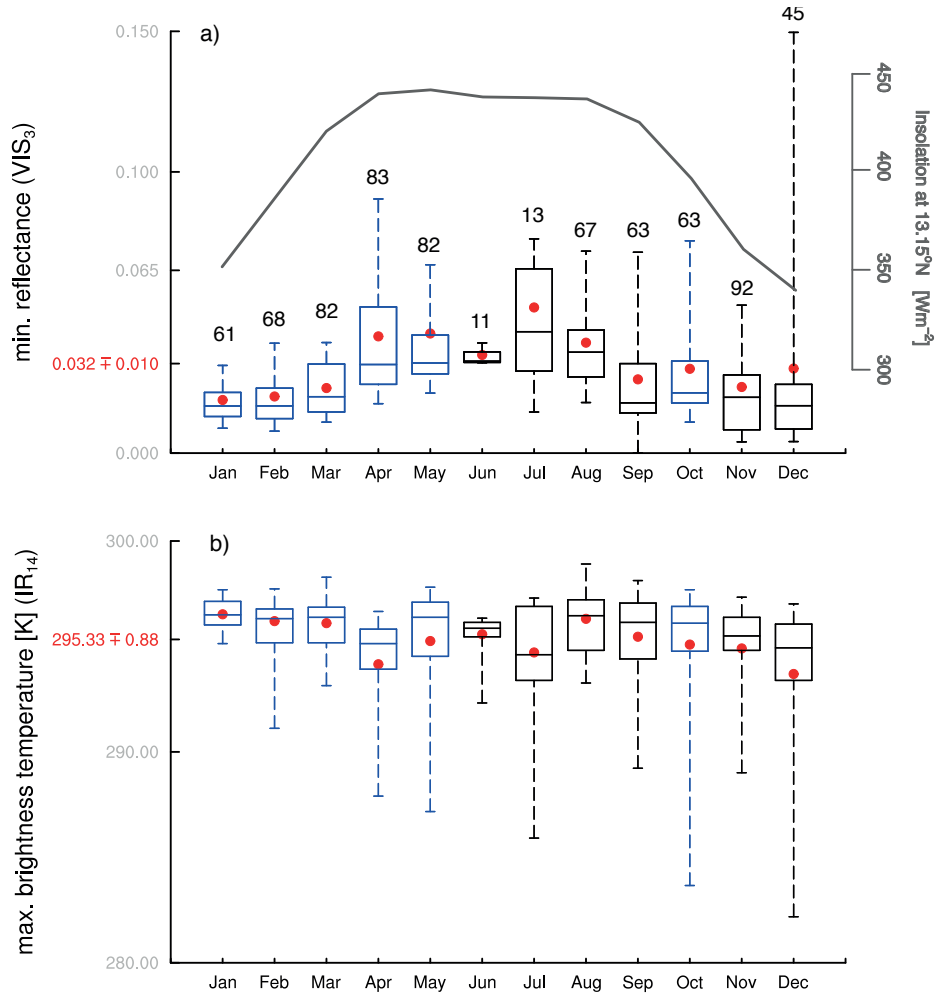 a)
45
0.150
450
83
0.100
400
13
82
67
63
63
0.065
350
82
92
68
61
0.032 ∓ 0.010
300
0.000
min. reflectance (VIS₃)
Insolation at 13.15°N [Wm⁻²]
Jan Feb Mar Apr May Jun Jul Aug Sep Oct Nov Dec
b)
300.00
295.33 ∓ 0.88
290.00
280.00
max. brightness temperature [K] (IR₁₄)
Jan Feb Mar Apr May Jun Jul Aug Sep Oct Nov Dec